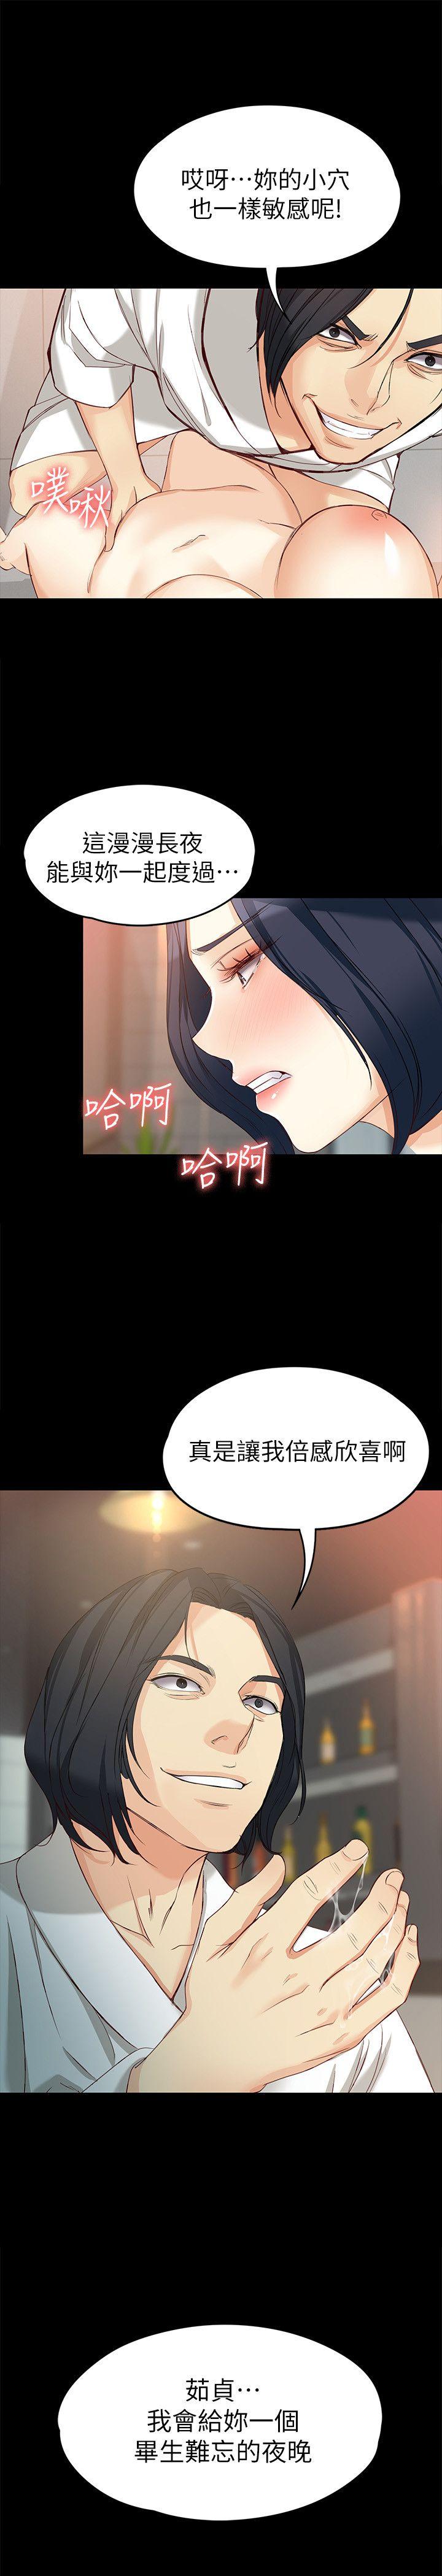 哎呀⋯妳的小穴
也一樣敏感呢!
噗啾
這漫漫長夜
能與妳一起度過⋯
哈啊
哈啊
真是讓我倍感欣喜啊
茹貞⋯
我會給妳一個
畢生難忘的夜晚